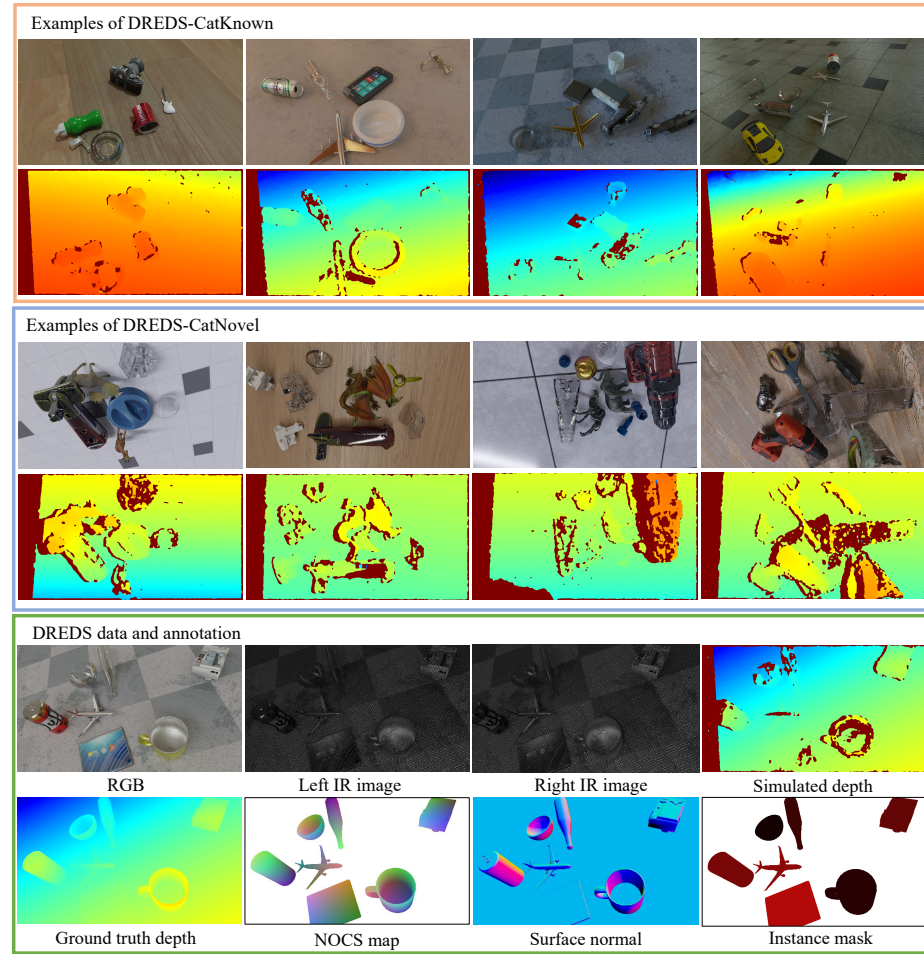 Examples of DREDS-CatKnown
Examples of DREDS-CatNovel
DREDS data and annotation
RGB
Left IR image
Right IR image
Simulated depth
Ground truth depth
NOCS map
Surface normal
Instance mask